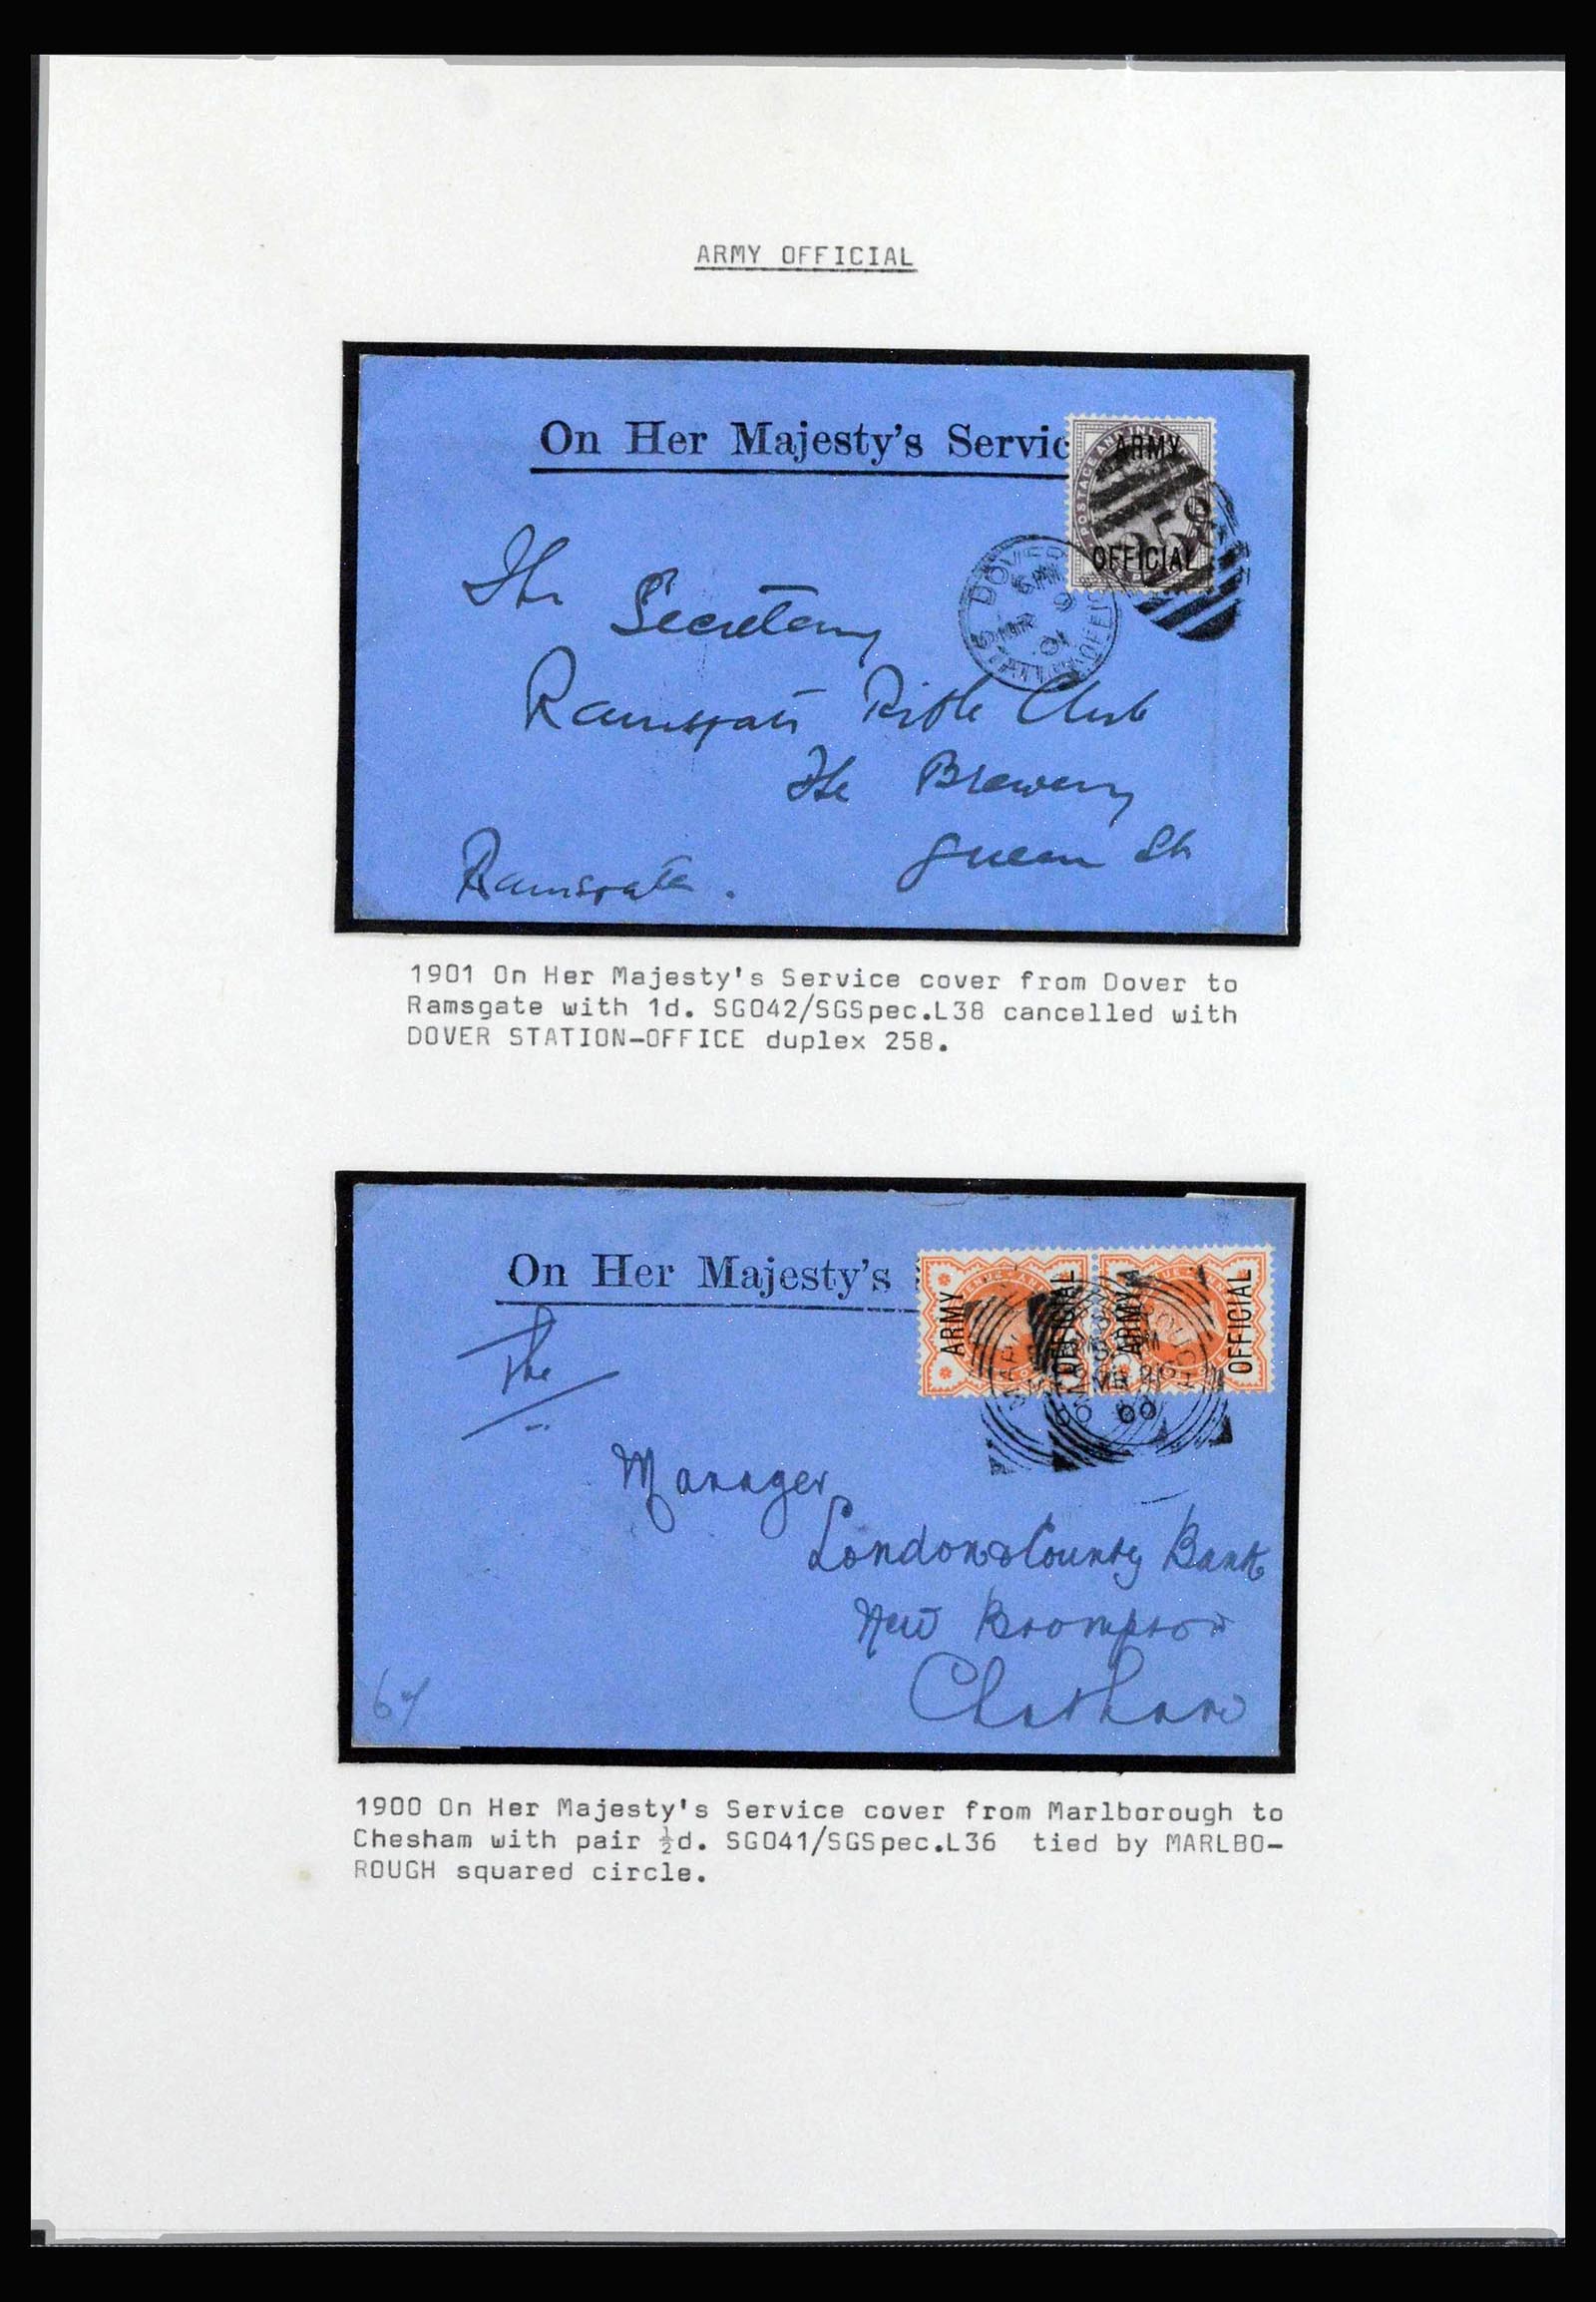 ARMY OFFICIAL
On Her Majesty's Servic
ARMY
OFFICIAL
DOVER
The
Secretary
Ramsgate Rifle Club
The Brewery
Queen St
Ramsgate.
1901 On Her Majesty's Service cover from Dover to
Ramsgate with 1d. SGO42/SGSpec.L38 cancelled with
DOVER STATION-OFFICE duplex 258.
On Her Majesty's
ARMY OFFICIAL ARMY OFFICIAL
The
Manager
London & County Bank
New Brompton
Chatham
1900 On Her Majesty's Service cover from Marlborough to
Chesham with pair ½d. SGO41/SGSpec.L36 tied by MARLBO-
ROUGH squared circle.